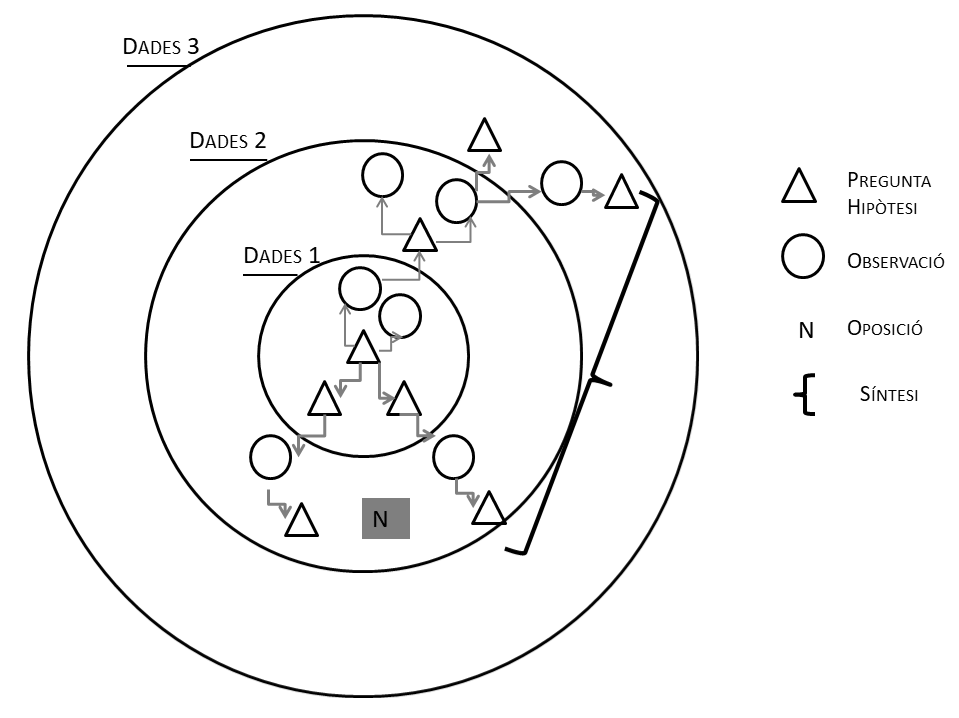 DADES 3
DADES 2
DADES 1
N
PREGUNTA
HIPÒTESI
OBSERVACIÓ
N OPOSICIÓ
SÍNTESI